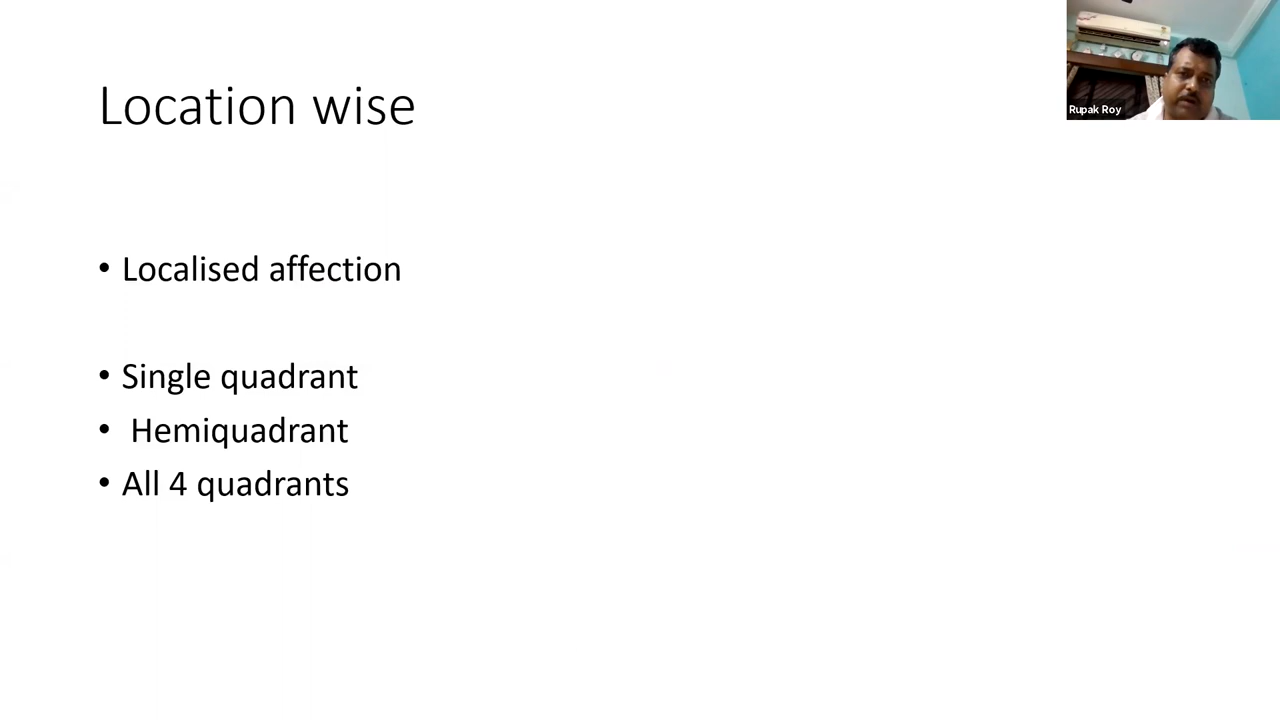 Location wise
Rupak Roy
• Localised affection
• Single quadrant
• Hemiquadrant
• All 4 quadrants